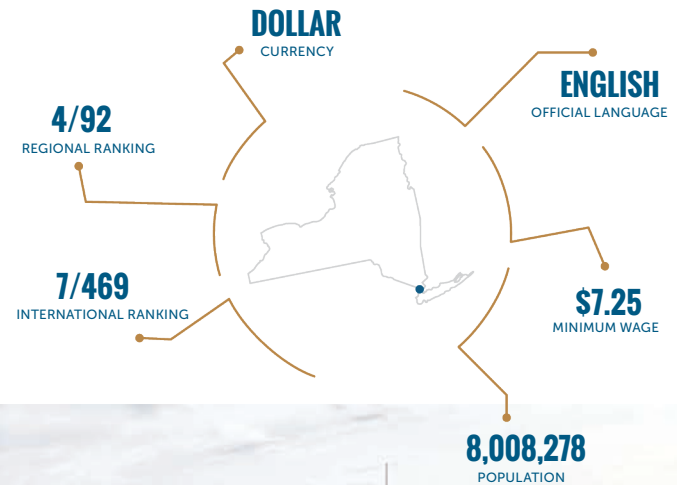 DOLLAR
CURRENCY
ENGLISH
OFFICIAL LANGUAGE
4/92
REGIONAL RANKING
7/469
INTERNATIONAL RANKING
$7.25
MINIMUM WAGE
8,008,278
POPULATION